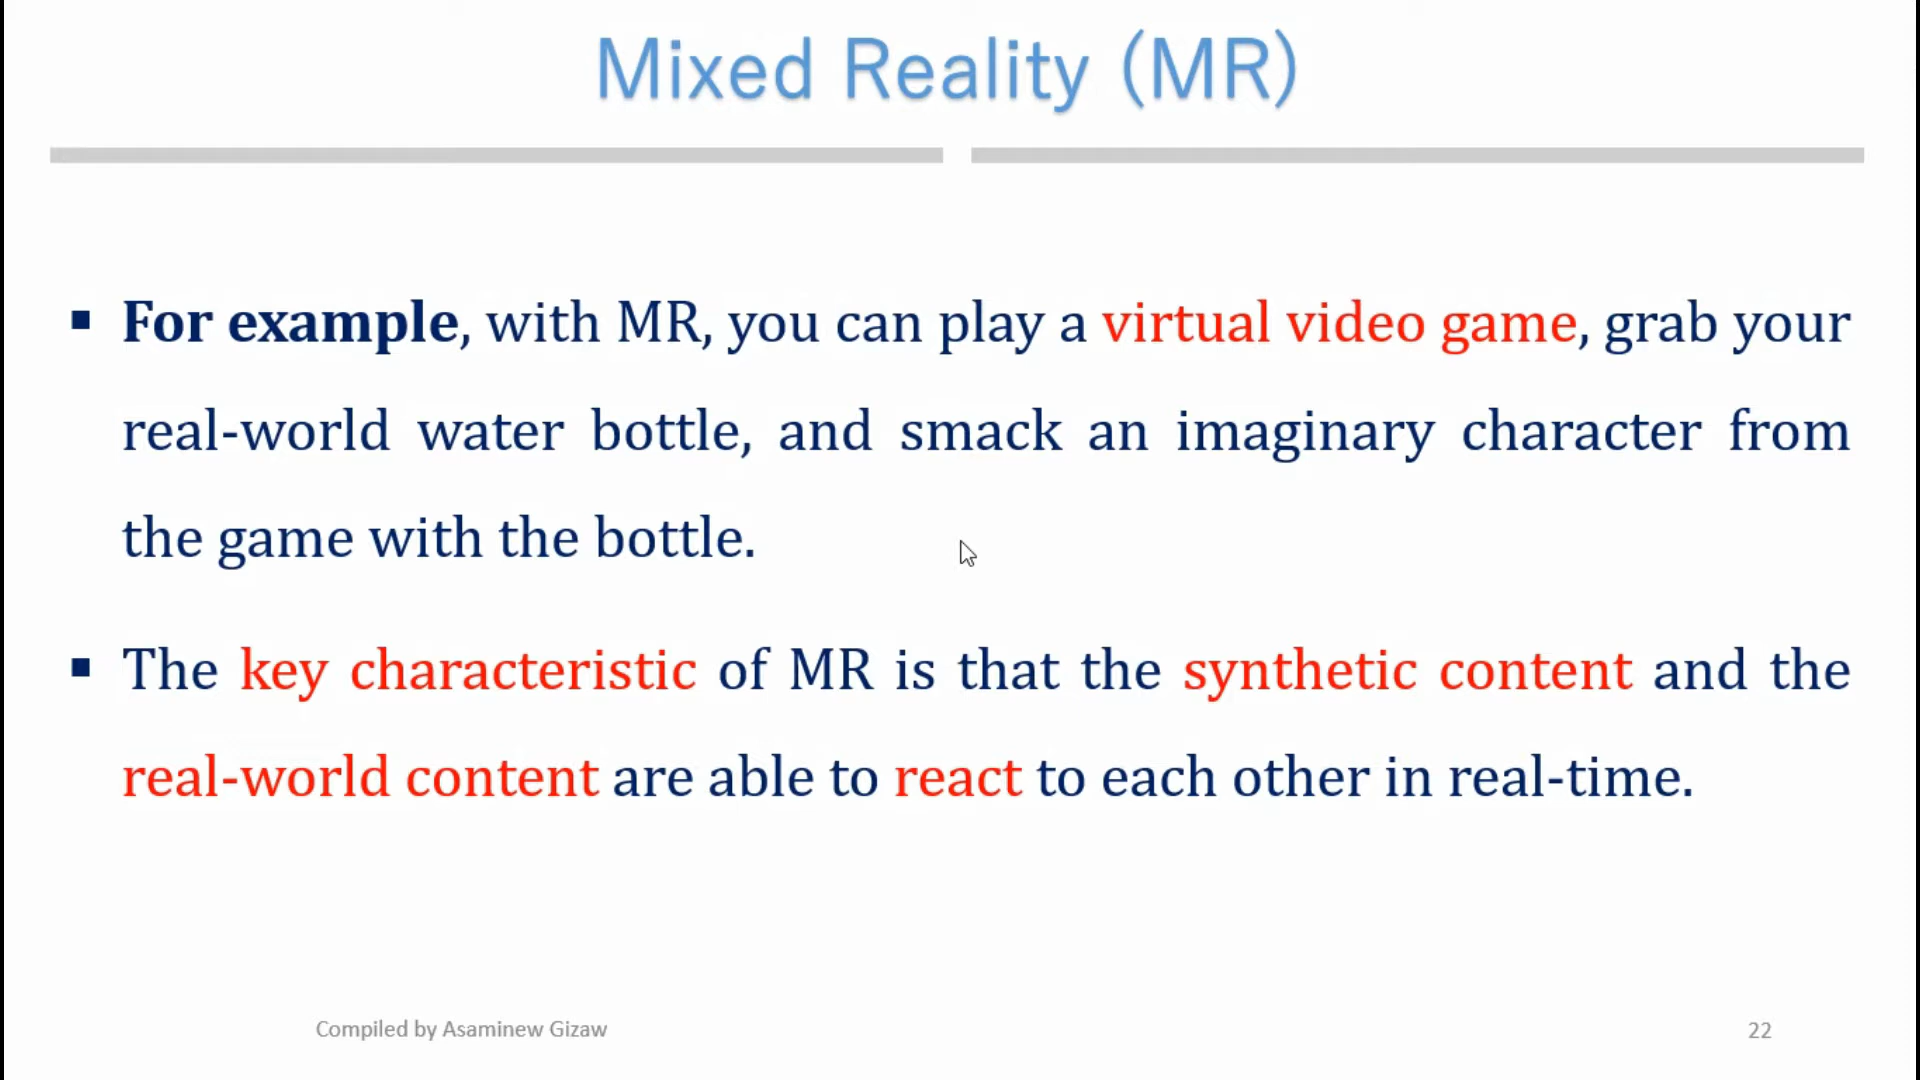 Mixed Reality (MR)
▪ For example, with MR, you can play a virtual video game, grab your
real-world water bottle, and smack an imaginary character from
the game with the bottle.
▪ The key characteristic of MR is that the synthetic content and the
real-world content are able to react to each other in real-time.
Compiled by Asaminew Gizaw
22